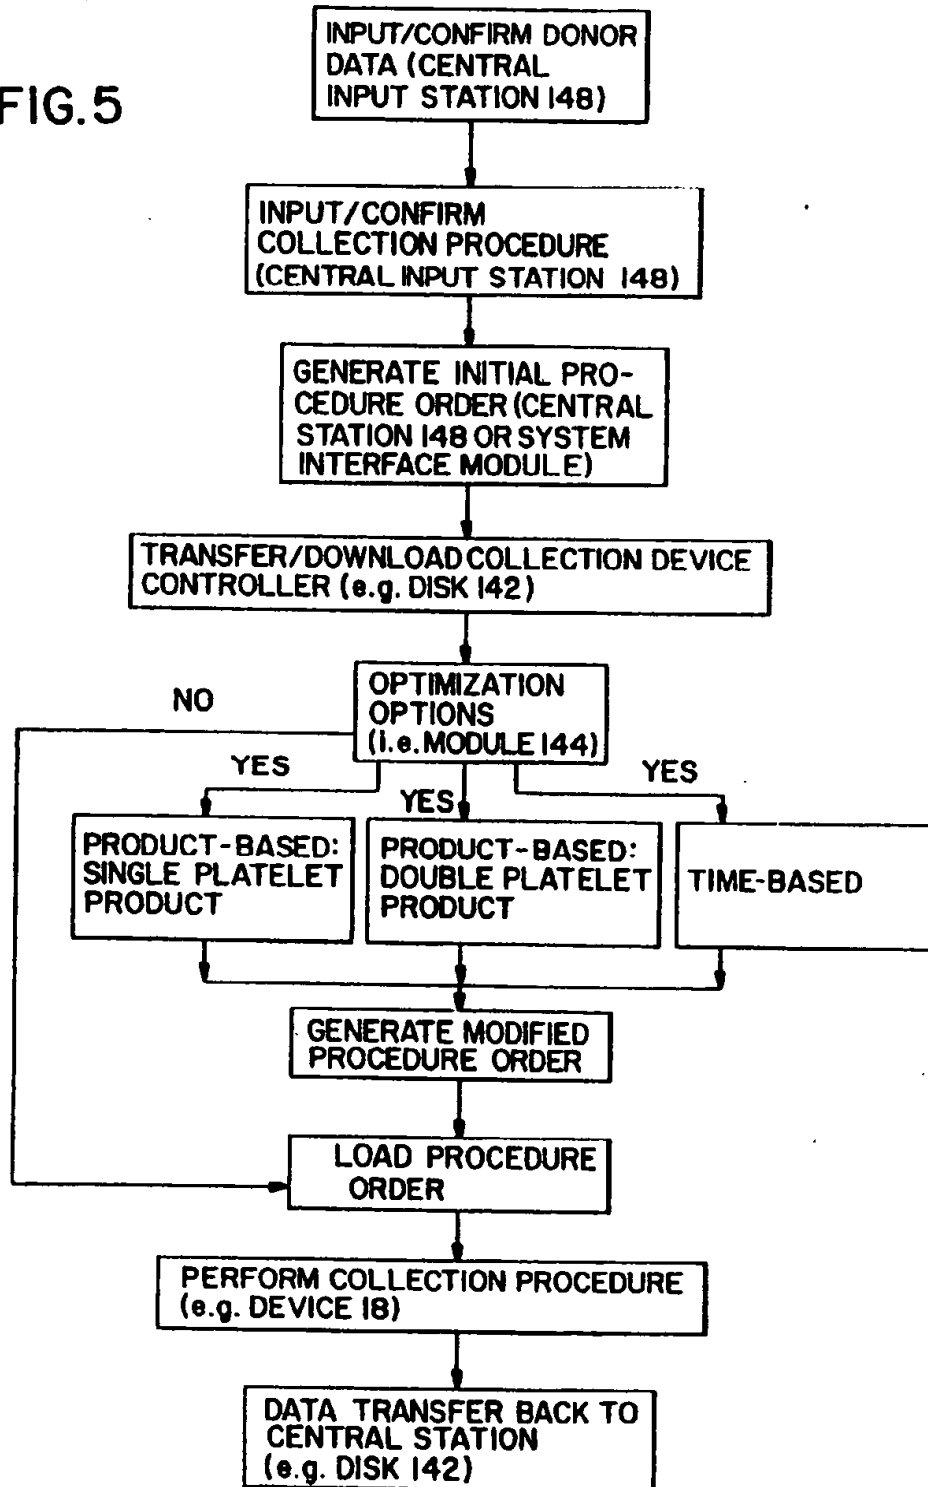 FIG.5
INPUT/CONFIRM DONOR
DATA (CENTRAL
INPUT STATION 148)
INPUT/CONFIRM
COLLECTION PROCEDURE
(CENTRAL INPUT STATION 148)
GENERATE INITIAL PRO-
CEDURE ORDER (CENTRAL
STATION 148 OR SYSTEM
INTERFACE MODULE)
TRANSFER/DOWNLOAD COLLECTION DEVICE
CONTROLLER (e.g. DISK 142)
OPTIMIZATION
OPTIONS
(i.e. MODULE 144)
NO
YES
YES
YES
PRODUCT-BASED:
SINGLE PLATELET
PRODUCT
PRODUCT-BASED:
DOUBLE PLATELET
PRODUCT
TIME-BASED
GENERATE MODIFIED
PROCEDURE ORDER
LOAD PROCEDURE
ORDER
PERFORM COLLECTION PROCEDURE
(e.g. DEVICE 18)
DATA TRANSFER BACK TO
CENTRAL STATION
(e.g. DISK 142)